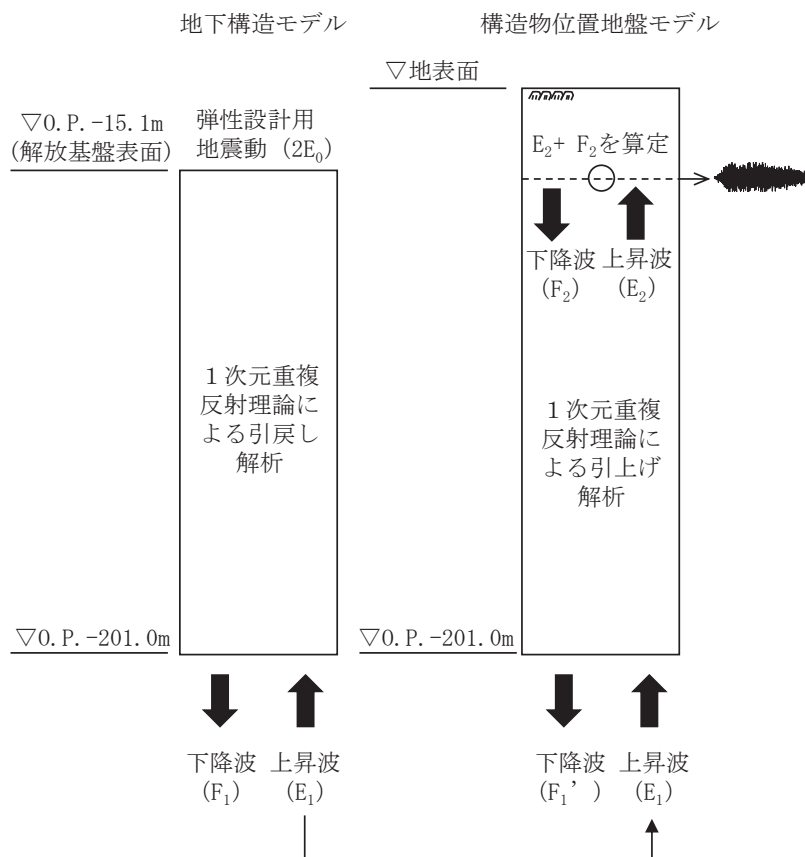 地下構造モデル
▽O.P.-15.1m
(解放基盤表面)
弾性設計用
地震動 (2E₀)
1次元重複
反射理論に
よる引戻し
解析
▽O.P.-201.0m
下降波
(F₁)
上昇波
(E₁)
構造物位置地盤モデル
▽地表面
E₂+ F₂を算定
下降波
(F₂)
上昇波
(E₂)
1次元重複
反射理論に
よる引上げ
解析
▽O.P.-201.0m
下降波
(F₁’)
上昇波
(E₁)